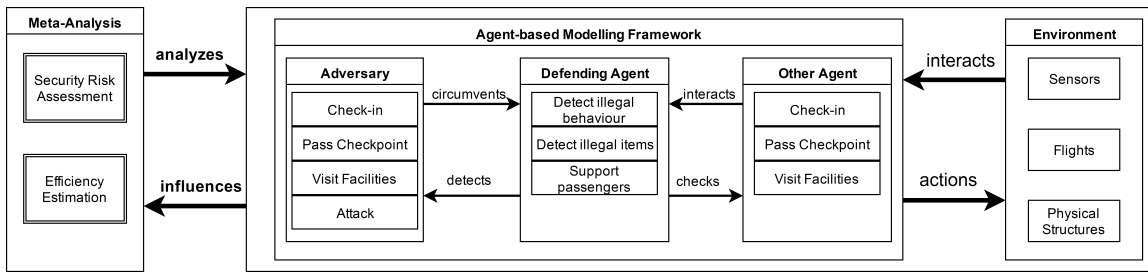 Meta-Analysis
Security Risk
Assessment
Efficiency
Estimation
analyzes
influences
Agent-based Modelling Framework
Adversary
Check-in
Pass Checkpoint
Visit Facilities
Attack
circumvents
detects
Defending Agent
Detect illegal
behaviour
Detect illegal items
Support
passengers
interacts
checks
Other Agent
Check-in
Pass Checkpoint
Visit Facilities
interacts
actions
Environment
Sensors
Flights
Physical
Structures